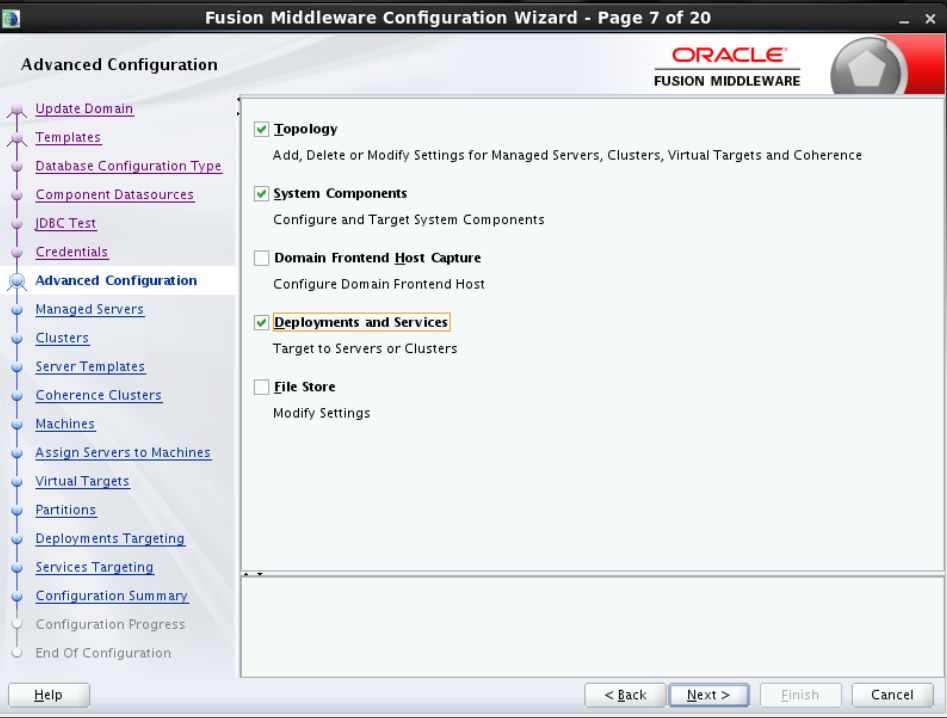 Fusion Middleware Configuration Wizard - Page 7 of 20
Advanced Configuration
ORACLE
FUSION MIDDLEWARE
Update Domain
Templates
Database Configuration Type
Component Datasources
JDBC Test
Credentials
Advanced Configuration
Managed Servers
Clusters
Server Templates
Coherence Clusters
Machines
Assign Servers to Machines
Virtual Targets
Partitions
Deployments Targeting
Services Targeting
Configuration Summary
Configuration Progress
End Of Configuration
Topology
Add, Delete or Modify Settings for Managed Servers, Clusters, Virtual Targets and Coherence
System Components
Configure and Target System Components
Domain Frontend Host Capture
Configure Domain Frontend Host
Deployments and Services
Target to Servers or Clusters
File Store
Modify Settings
Help
< Back
Next >
Finish
Cancel